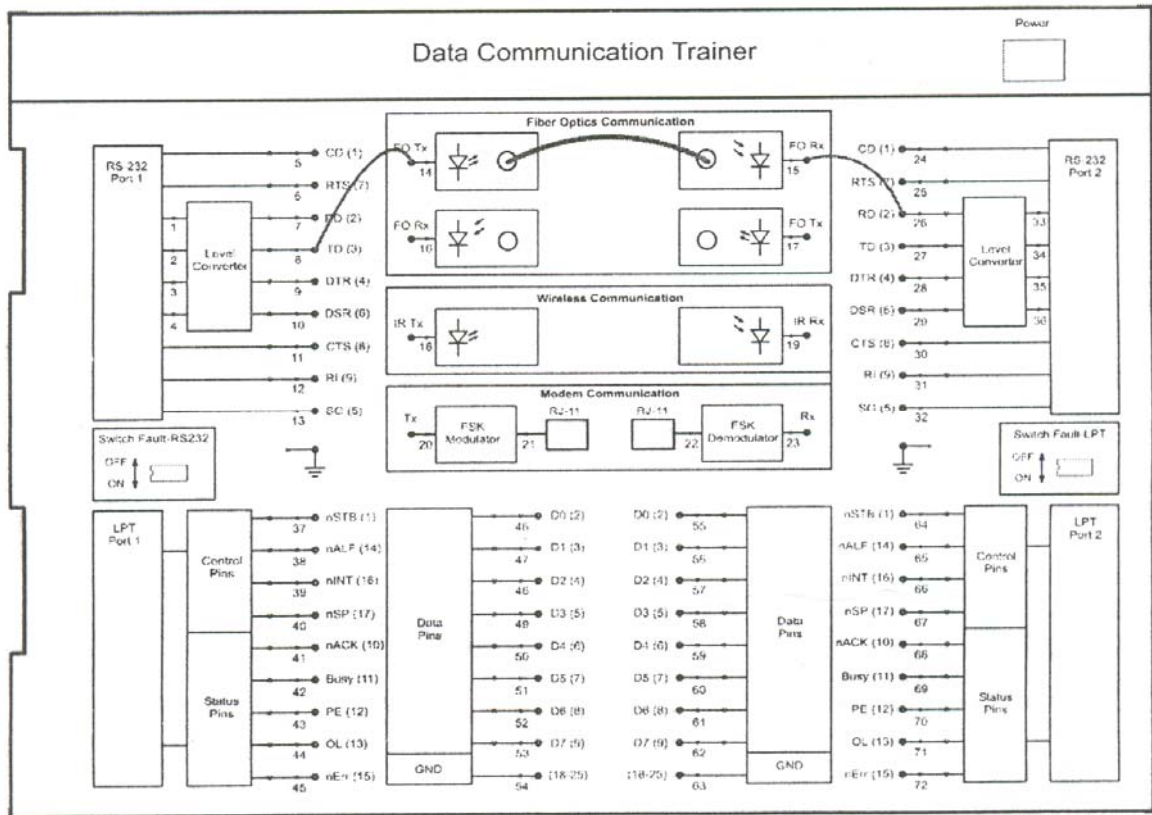 Power
Data Communication Trainer
RS-232
Port 1
1
2
3
4
Level
Converter
CD (1)
5
RTS (7)
6
RD (2)
7
TD (3)
8
DTR (4)
9
DSR (6)
10
CTS (8)
11
RI (9)
12
SG (5)
13
Fiber Optics Communication
FO Tx
14
FO Rx
15
FO Rx
16
FO Tx
17
Wireless Communication
IR Tx
18
IR Rx
19
Modem Communication
Tx
20
FSK
Modulator
21
RJ-11
RJ-11
22
FSK
Demodulator
Rx
23
CD (1)
24
RTS (7)
25
RD (2)
26
TD (3)
27
DTR (4)
28
DSR (6)
29
CTS (8)
30
RI (9)
31
SG (5)
32
Level
Converter
33
34
35
36
RS-232
Port 2
Switch Fault-RS232
OFF
ON
Switch Fault-LPT
OFF
ON
LPT
Port 1
Control
Pins
Status
Pins
nSTB (1)
37
nALF (14)
38
nINT (16)
39
nSP (17)
40
nACK (10)
41
Busy (11)
42
PE (12)
43
OL (13)
44
nErr (15)
45
Data
Pins
GND
46
D0 (2)
47
D1 (3)
48
D2 (4)
49
D3 (5)
50
D4 (6)
51
D5 (7)
52
D6 (8)
53
D7 (9)
54
(18-25)
D0 (2)
55
D1 (3)
56
D2 (4)
57
D3 (5)
58
D4 (6)
59
D5 (7)
60
D6 (8)
61
D7 (9)
62
(18-25)
63
Data
Pins
GND
nSTB (1)
64
nALF (14)
65
nINT (16)
66
nSP (17)
67
nACK (10)
68
Busy (11)
69
PE (12)
70
OL (13)
71
nErr (15)
72
Control
Pins
Status
Pins
LPT
Port 2